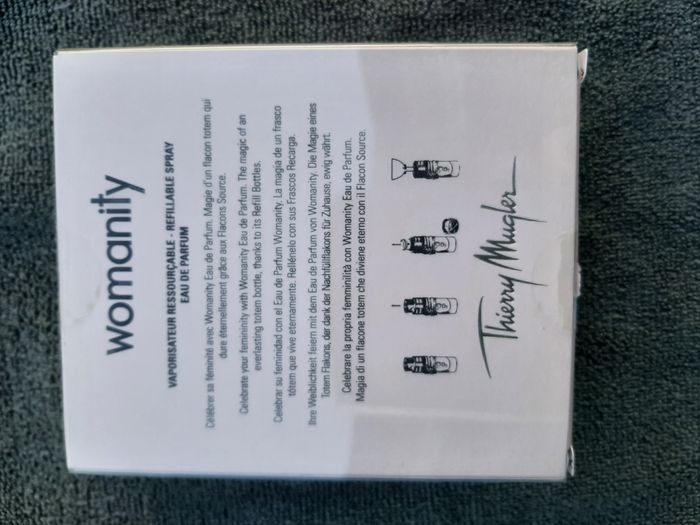 womanity
VAPORISATEUR RESSOURÇABLE - REFILLABLE SPRAY
EAU DE PARFUM
Célébrer sa féminité avec Womanity Eau de Parfum. Magie d'un flacon totem qui
dure éternellement grâce aux Flacons Source.
Celebrate your femininity with Womanity Eau de Parfum. The magic of an
everlasting totem bottle, thanks to its Refill Bottles.
Celebrar su feminidad con el Eau de Parfum Womanity. La magia de un frasco
tótem que vive eternamente. Rellénelo con sus Frascos Recarga.
Ihre Weiblichkeit feiern mit dem Eau de Parfum von Womanity. Die Magie eines
Totem Flakons, der dank der Nachfüllflakons für Zuhause, ewig währt.
Celebrare la propria femminilità con Womanity Eau de Parfum.
Magia di un flacone totem che diviene eterno con il Flacon Source.
Thierry Mugler